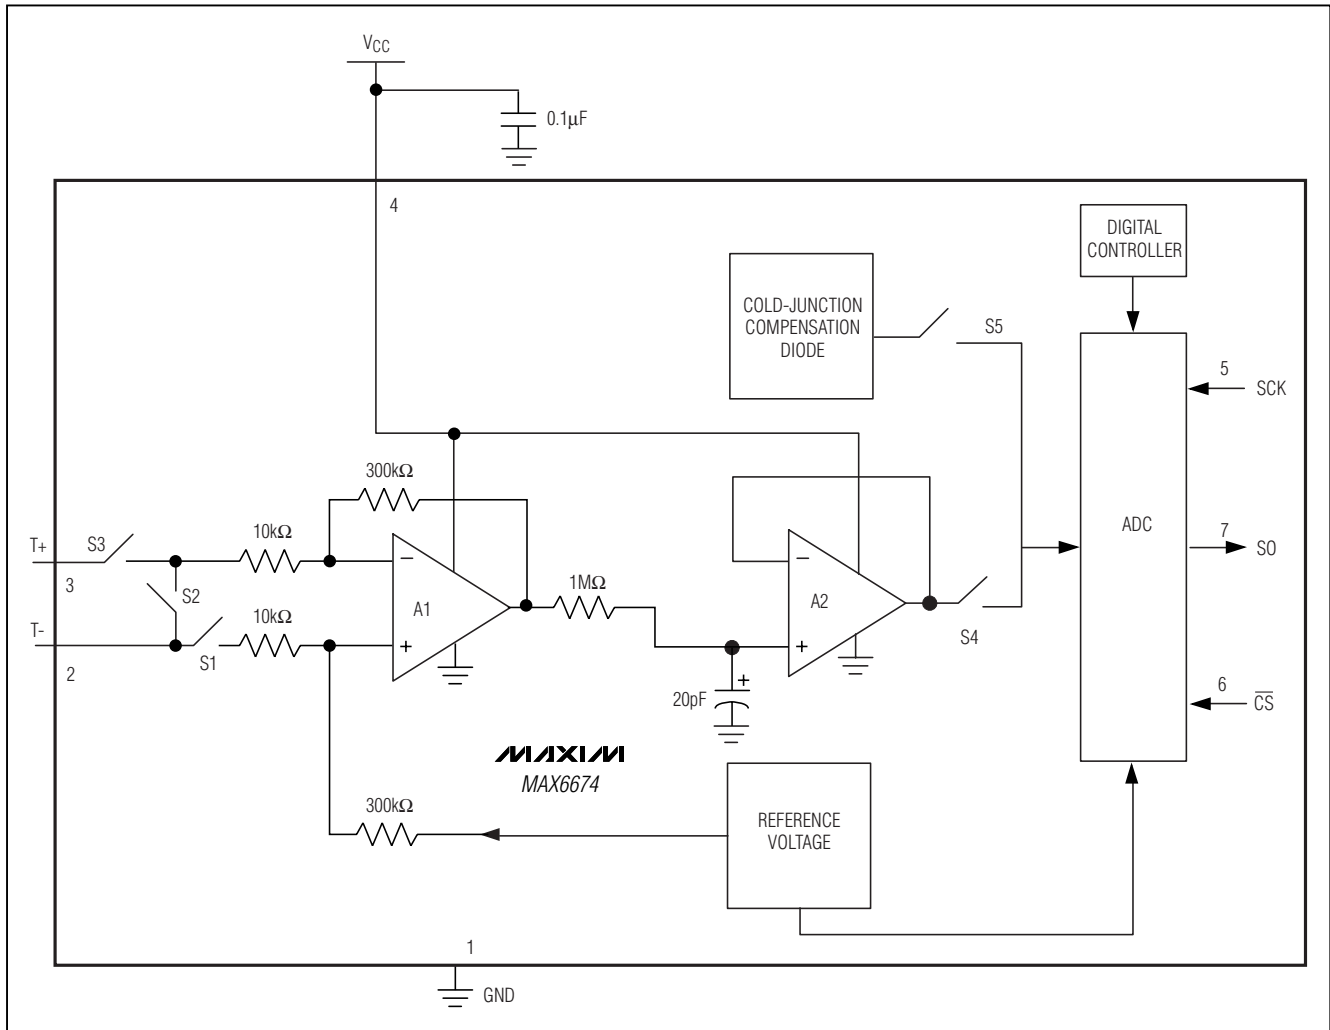 VCC
0.1µF
4
DIGITAL
CONTROLLER
COLD-JUNCTION
COMPENSATION
DIODE
S5
5
SCK
300kΩ
10kΩ
T+
S3
3
ADC
7
SO
S2
A1
1MΩ
A2
10kΩ
T-
S1
2
S4
20pF
+
6
CS
MAXIM
MAX6674
300kΩ
REFERENCE
VOLTAGE
1
GND